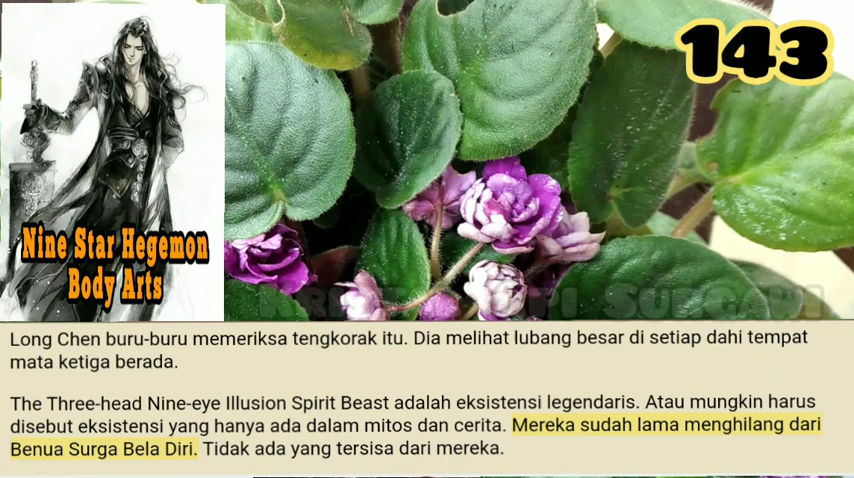 143
Nine Star Hegemon
Body Arts
Long Chen buru-buru memeriksa tengkorak itu. Dia melihat lubang besar di setiap dahi tempat
mata ketiga berada.
The Three-head Nine-eye Illusion Spirit Beast adalah eksistensi legendaris. Atau mungkin harus
disebut eksistensi yang hanya ada dalam mitos dan cerita. Mereka sudah lama menghilang dari
Benua Surga Bela Diri. Tidak ada yang tersisa dari mereka.